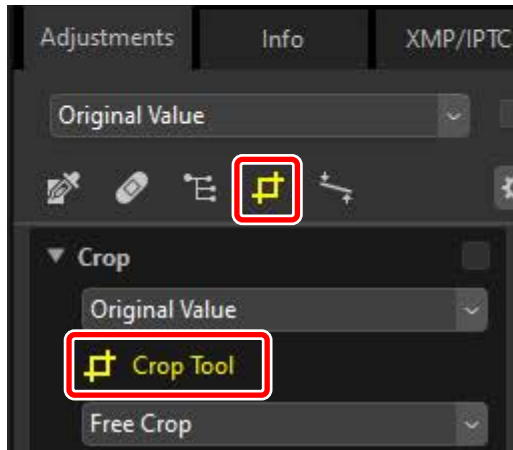 Adjustments Info XMP/IPTC
Original Value
Crop
Original Value
Crop Tool
Free Crop